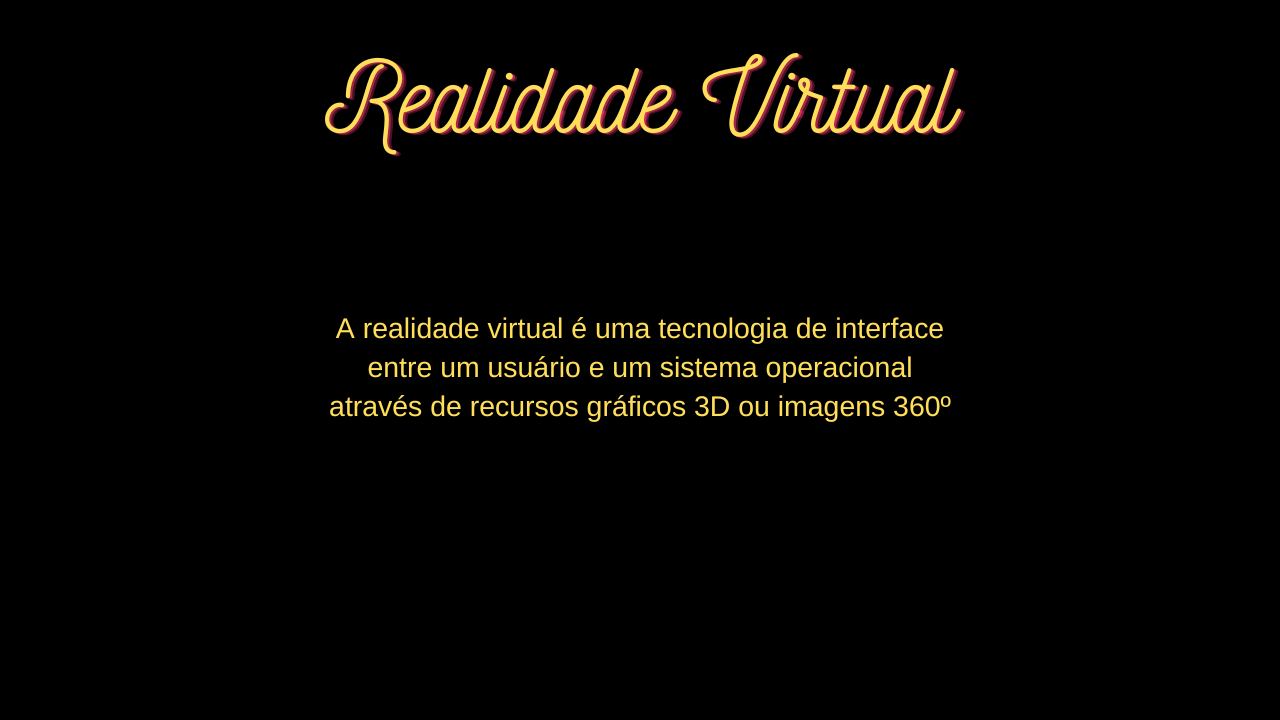 Realidade Virtual
A realidade virtual é uma tecnologia de interface
entre um usuário e um sistema operacional
através de recursos gráficos 3D ou imagens 360º